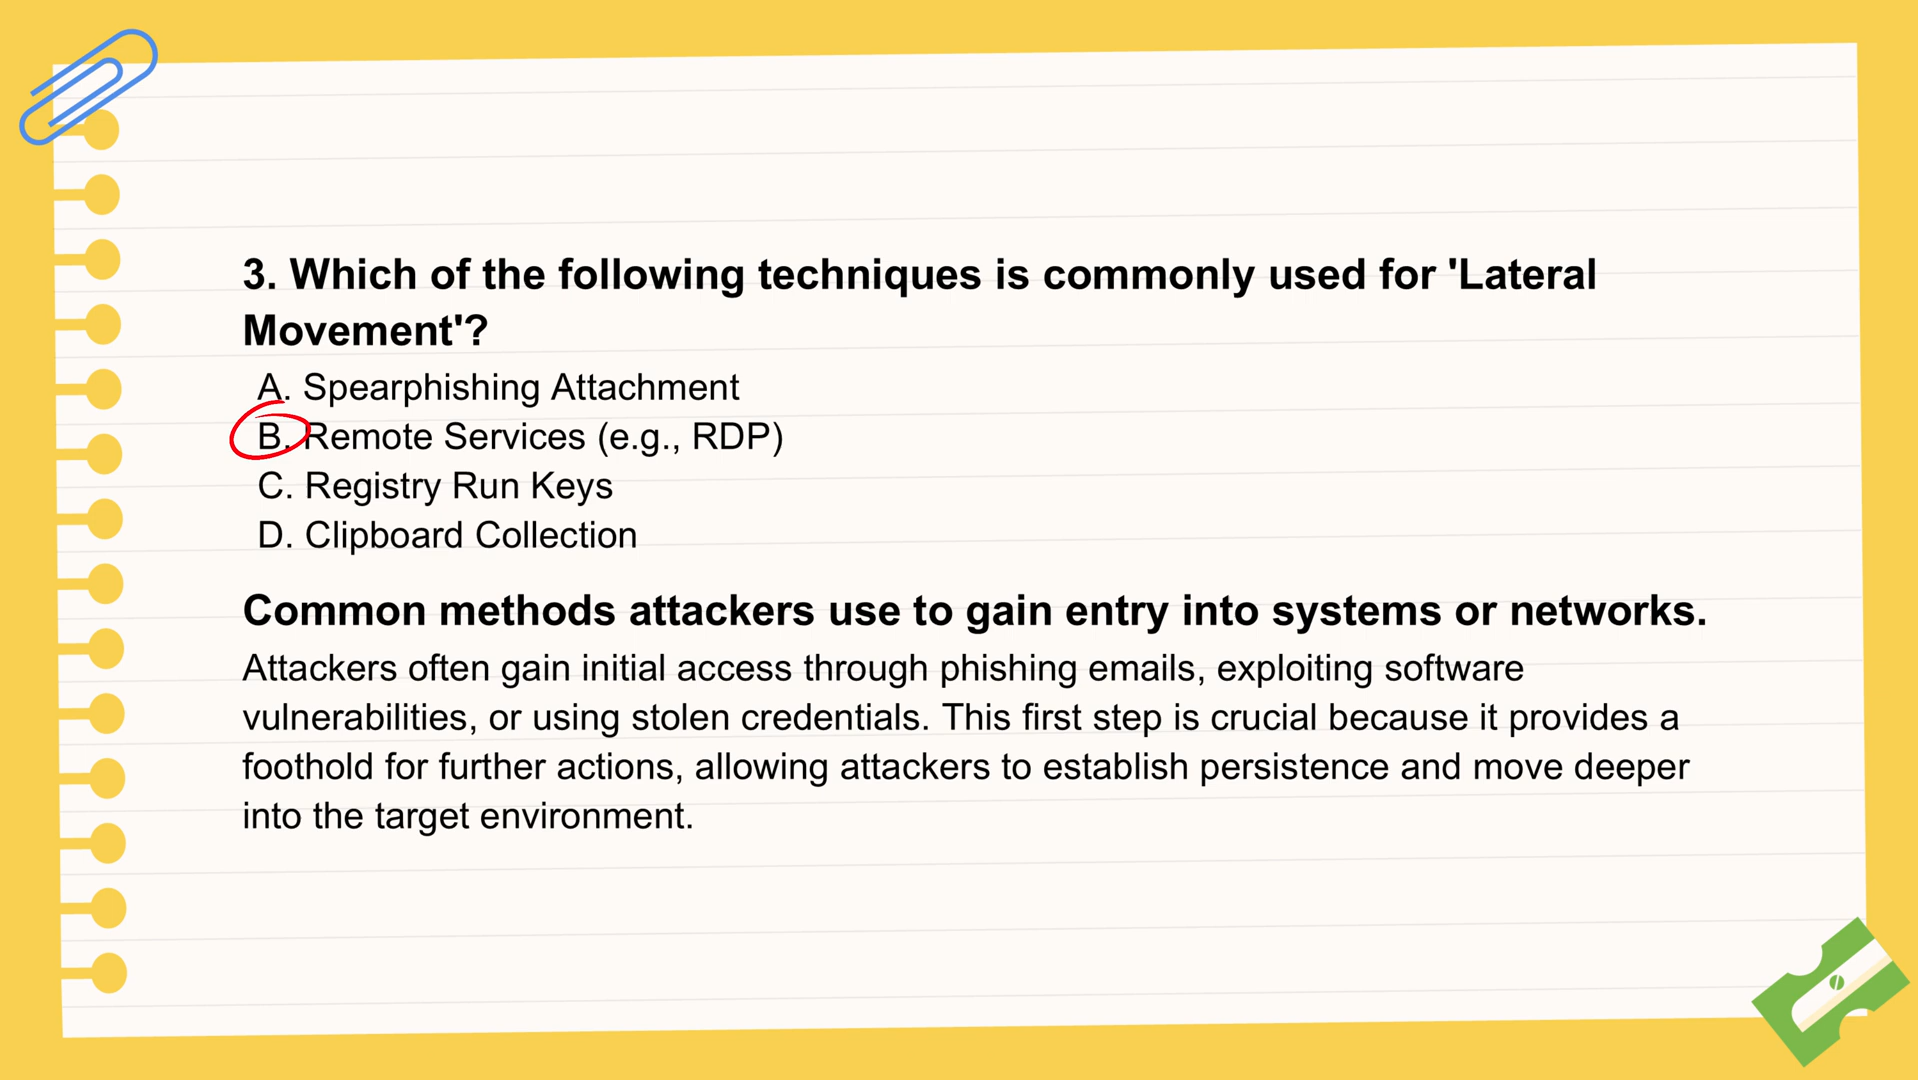 3. Which of the following techniques is commonly used for 'Lateral
Movement'?
A. Spearphishing Attachment
B. Remote Services (e.g., RDP)
C. Registry Run Keys
D. Clipboard Collection
Common methods attackers use to gain entry into systems or networks.
Attackers often gain initial access through phishing emails, exploiting software
vulnerabilities, or using stolen credentials. This first step is crucial because it provides a
foothold for further actions, allowing attackers to establish persistence and move deeper
into the target environment.